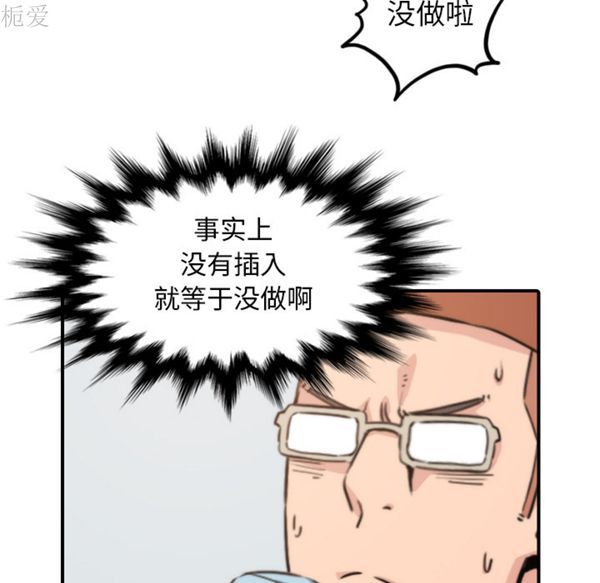 栀爱
没做啦
事实上
没有插入
就等于没做啊